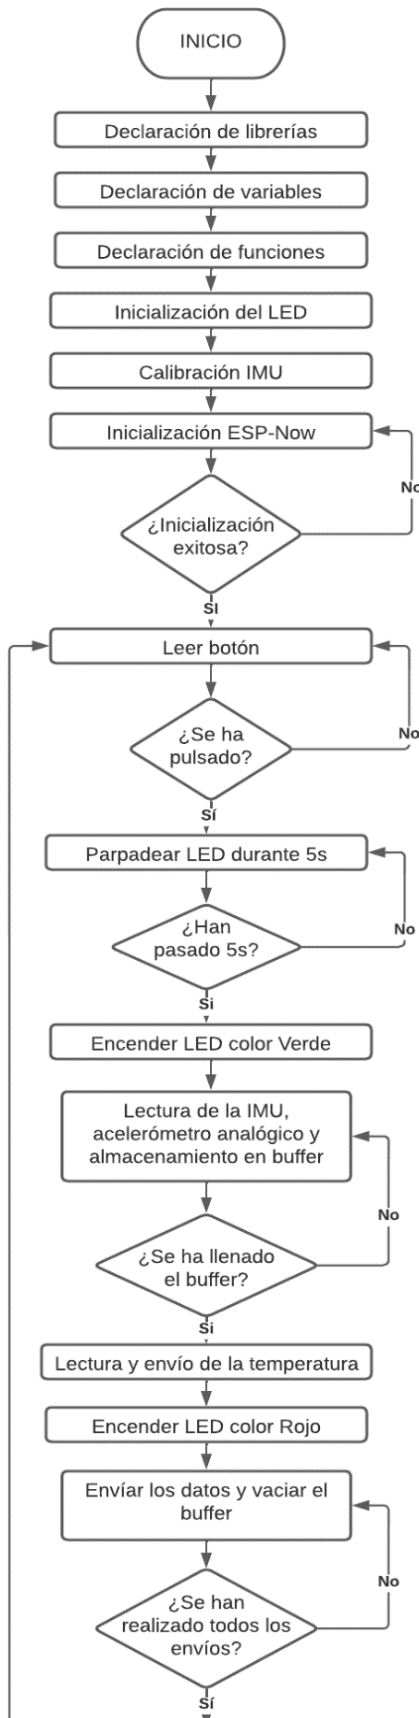 INICIO
Declaración de librerías
Declaración de variables
Declaración de funciones
Inicialización del LED
Calibración IMU
Inicialización ESP-Now
No
¿Inicialización
exitosa?
SI
Leer botón
No
¿Se ha
pulsado?
Sí
Parpadear LED durante 5s
¿Han
pasado 5s?
No
Si
Encender LED color Verde
Lectura de la IMU,
acelerómetro analógico y
almacenamiento en buffer
No
¿Se ha llenado
el buffer?
Si
Lectura y envío de la temperatura
Encender LED color Rojo
Envíar los datos y vaciar el
buffer
No
¿Se han
realizado todos los
envíos?
Sí